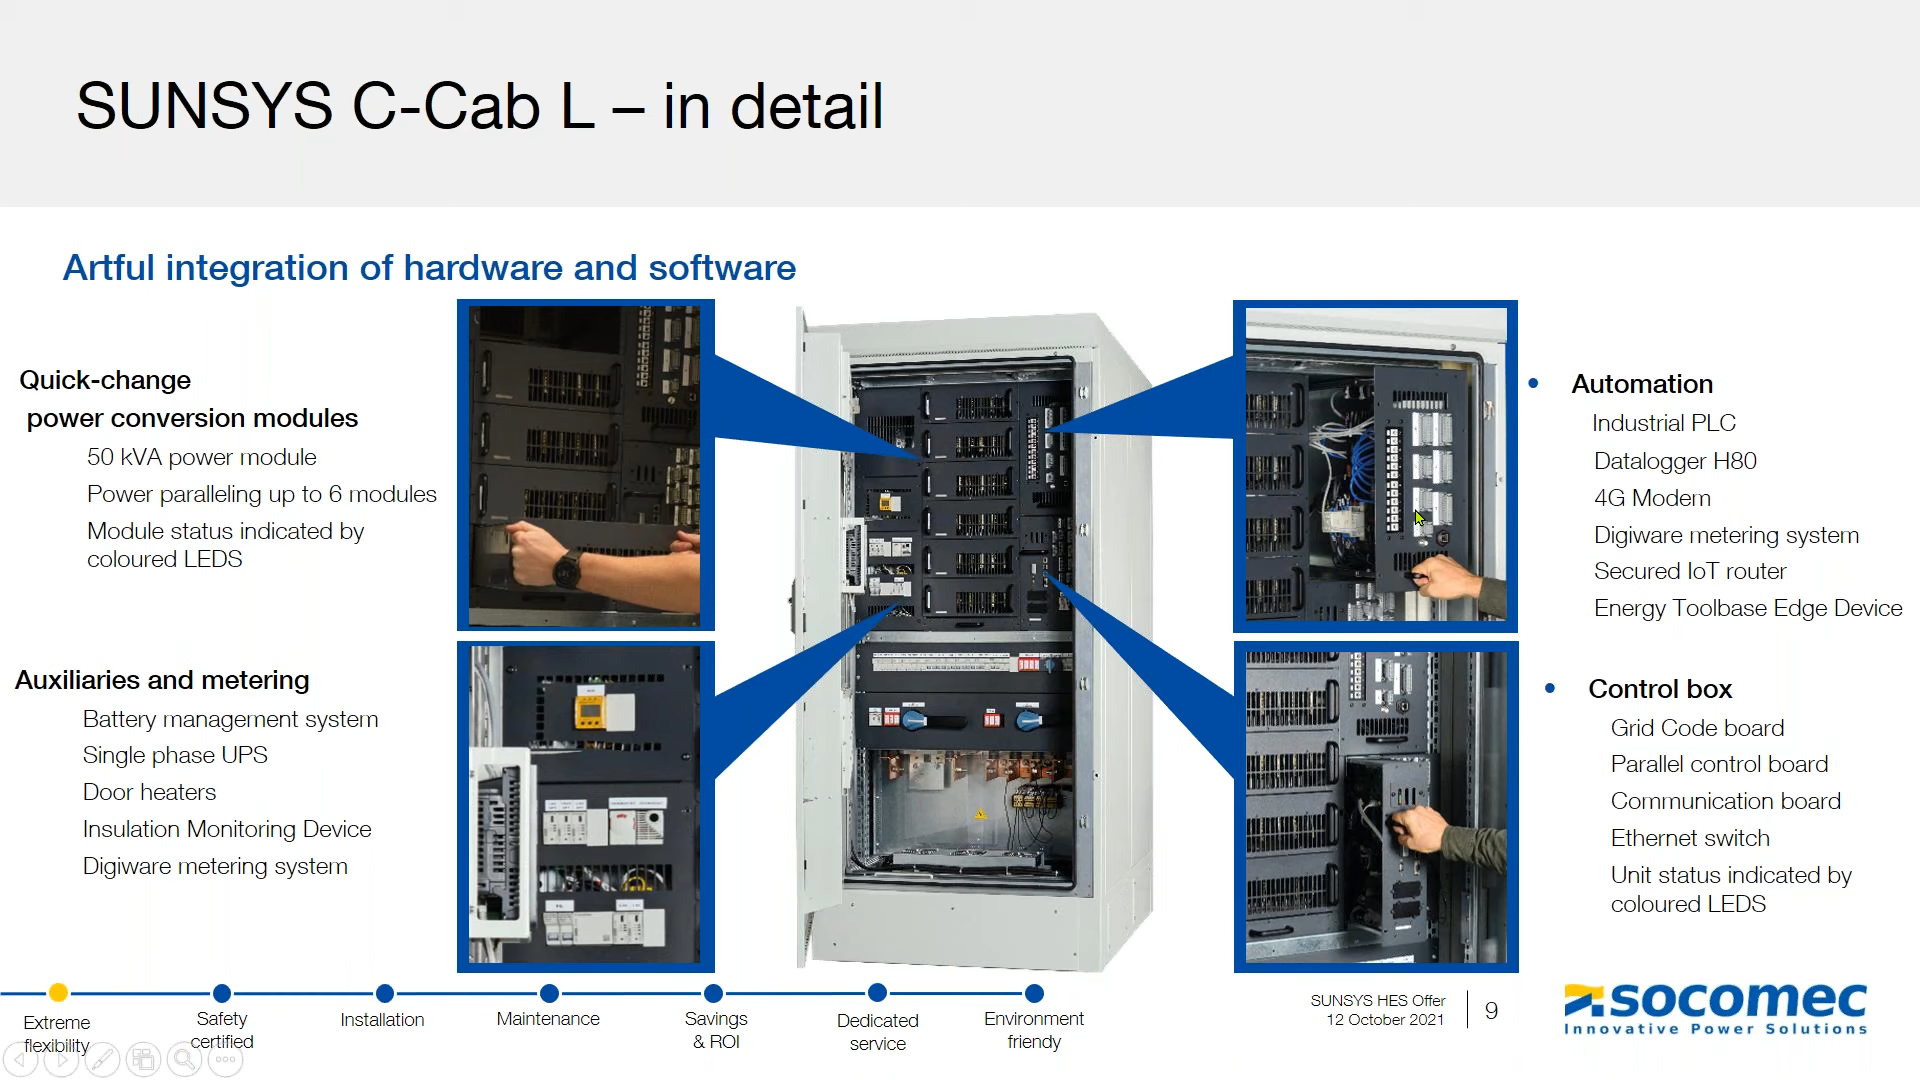 SUNSYS C-Cab L – in detail
Artful integration of hardware and software
Quick-change
power conversion modules
50 kVA power module
Power paralleling up to 6 modules
Module status indicated by
coloured LEDS
Auxiliaries and metering
Battery management system
Single phase UPS
Door heaters
Insulation Monitoring Device
Digiware metering system
• Automation
Industrial PLC
Datalogger H80
4G Modem
Digiware metering system
Secured IoT router
Energy Toolbase Edge Device
• Control box
Grid Code board
Parallel control board
Communication board
Ethernet switch
Unit status indicated by
coloured LEDS
Extreme
flexibility
Safety
certified
Installation
Maintenance
Savings
& ROI
Dedicated
service
Environment
friendy
SUNSYS HES Offer
12 October 2021
9
socomec
Innovative Power Solutions